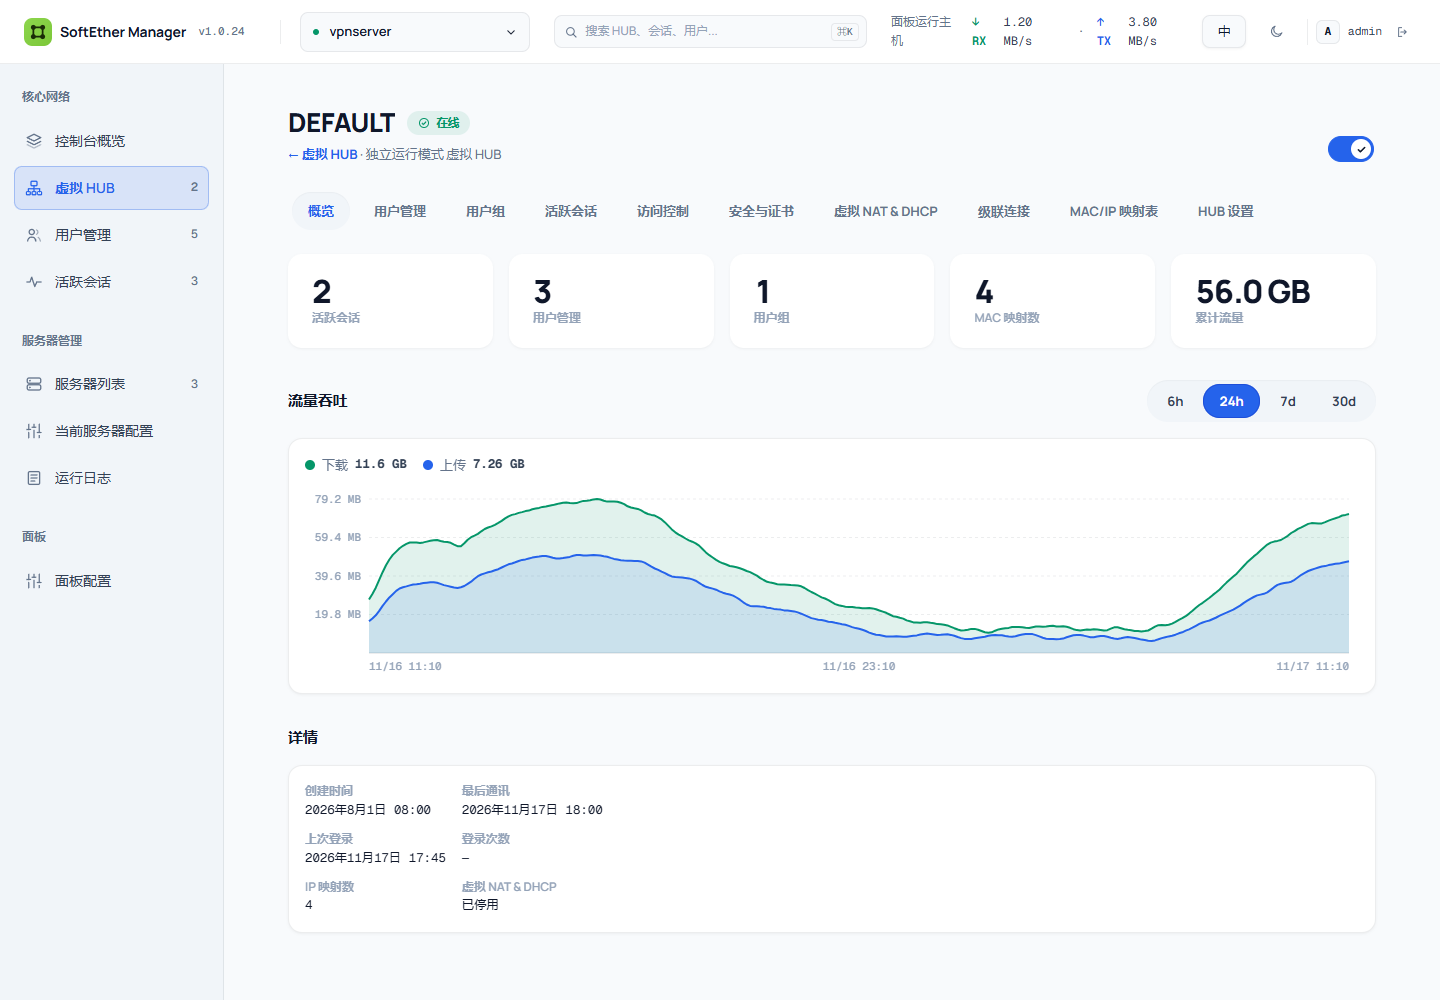 SoftEther Manager v1.0.24
vpnserver
搜索 HUB、会话、用户...
⌘K
面板运行主机
↓ RX 1.20 MB/s
·
↑ TX 3.80 MB/s
中
A admin
核心网络
控制台概览
虚拟 HUB 2
用户管理 5
活跃会话 3
服务器管理
服务器列表 3
当前服务器配置
运行日志
面板
面板配置
DEFAULT 在线
← 虚拟 HUB · 独立运行模式 虚拟 HUB
概览 用户管理 用户组 活跃会话 访问控制 安全与证书 虚拟 NAT & DHCP 级联连接 MAC/IP 映射表 HUB 设置
2
活跃会话
3
用户管理
1
用户组
4
MAC 映射数
56.0 GB
累计流量
流量吞吐
6h 24h 7d 30d
下载 11.6 GB 上传 7.26 GB
79.2 MB
59.4 MB
39.6 MB
19.8 MB
11/16 11:10 11/16 23:10 11/17 11:10
详情
创建时间
2026年8月1日 08:00
最后通讯
2026年11月17日 18:00
上次登录
2026年11月17日 17:45
登录次数
—
IP 映射数
4
虚拟 NAT & DHCP
已停用